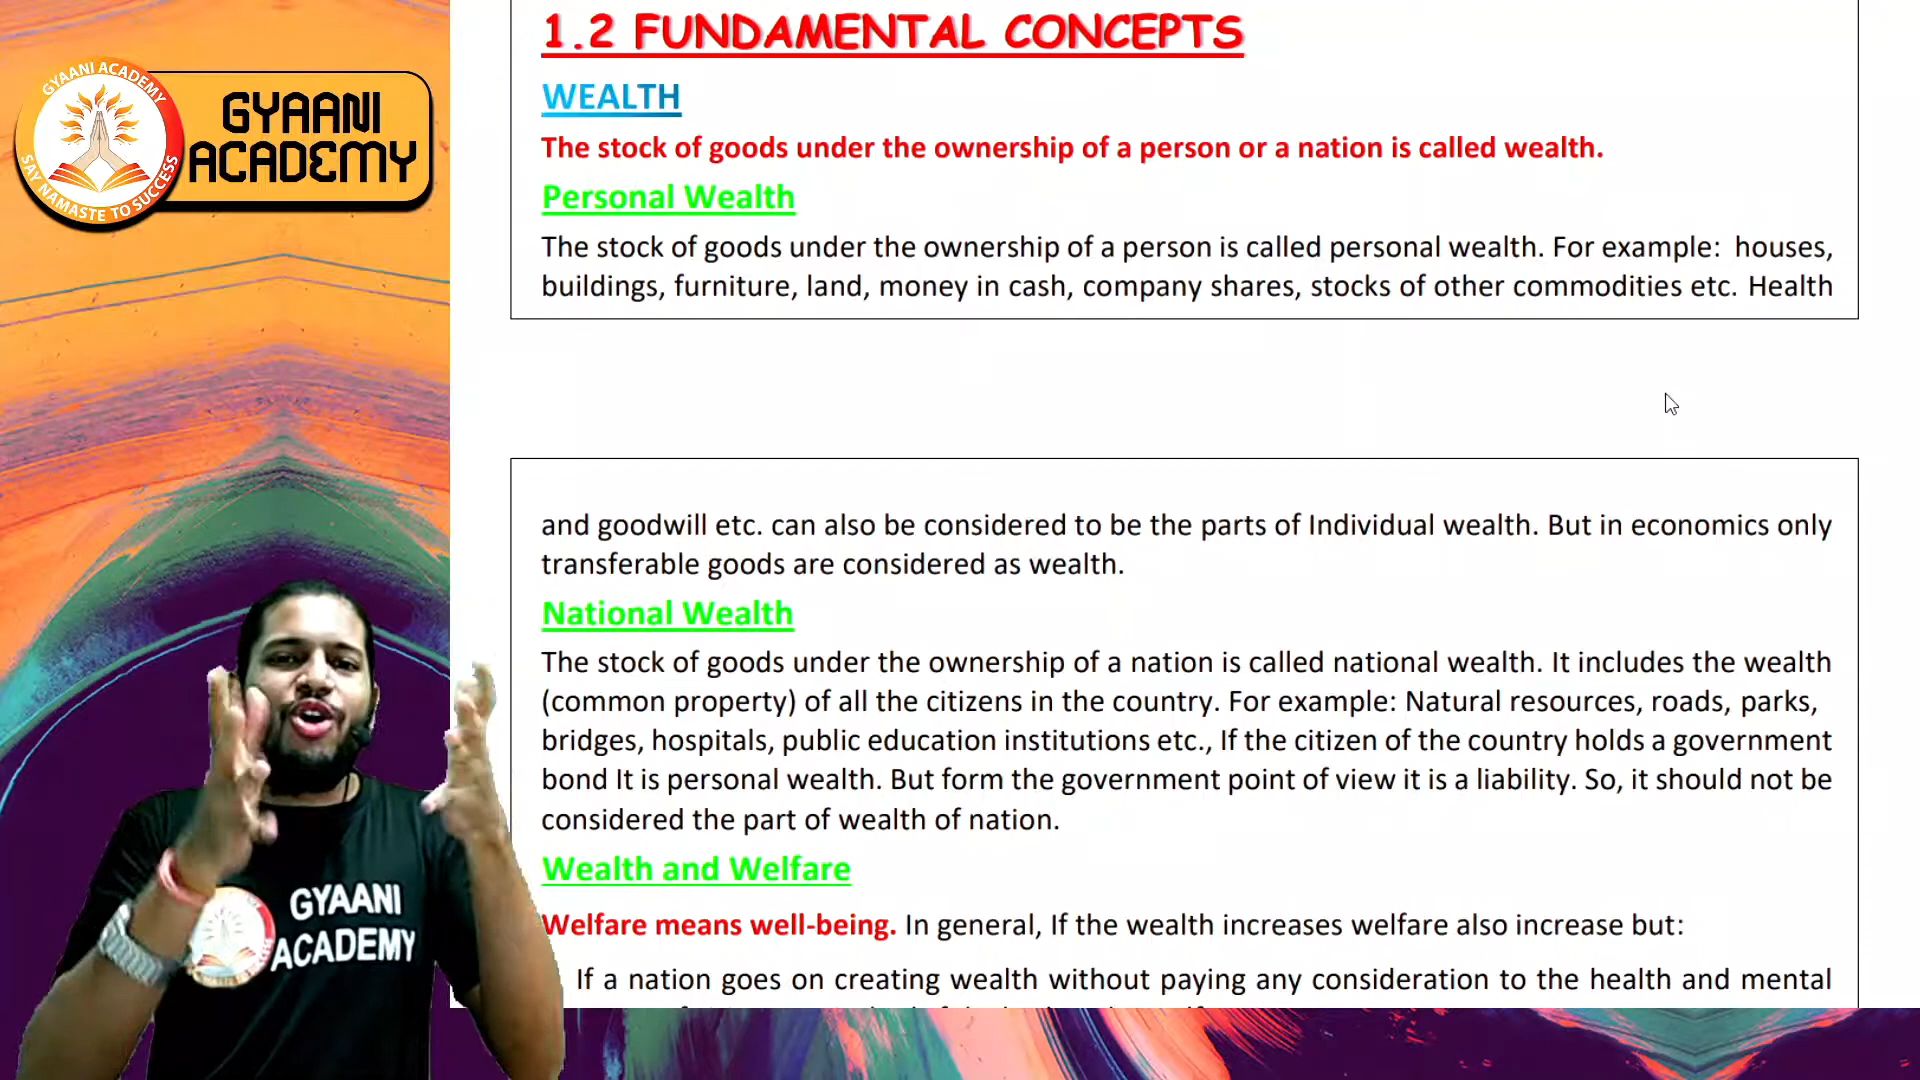 GYAANI ACADEMY
SAY NAMASTE TO SUCCESS
GYAANI
ACADEMY
1.2 FUNDAMENTAL CONCEPTS
WEALTH
The stock of goods under the ownership of a person or a nation is called wealth.
Personal Wealth
The stock of goods under the ownership of a person is called personal wealth. For example: houses,
buildings, furniture, land, money in cash, company shares, stocks of other commodities etc. Health
and goodwill etc. can also be considered to be the parts of Individual wealth. But in economics only
transferable goods are considered as wealth.
National Wealth
The stock of goods under the ownership of a nation is called national wealth. It includes the wealth
(common property) of all the citizens in the country. For example: Natural resources, roads, parks,
bridges, hospitals, public education institutions etc., If the citizen of the country holds a government
bond It is personal wealth. But form the government point of view it is a liability. So, it should not be
considered the part of wealth of nation.
Wealth and Welfare
Welfare means well-being. In general, If the wealth increases welfare also increase but:
If a nation goes on creating wealth without paying any consideration to the health and mental
GYAANI
ACADEMY